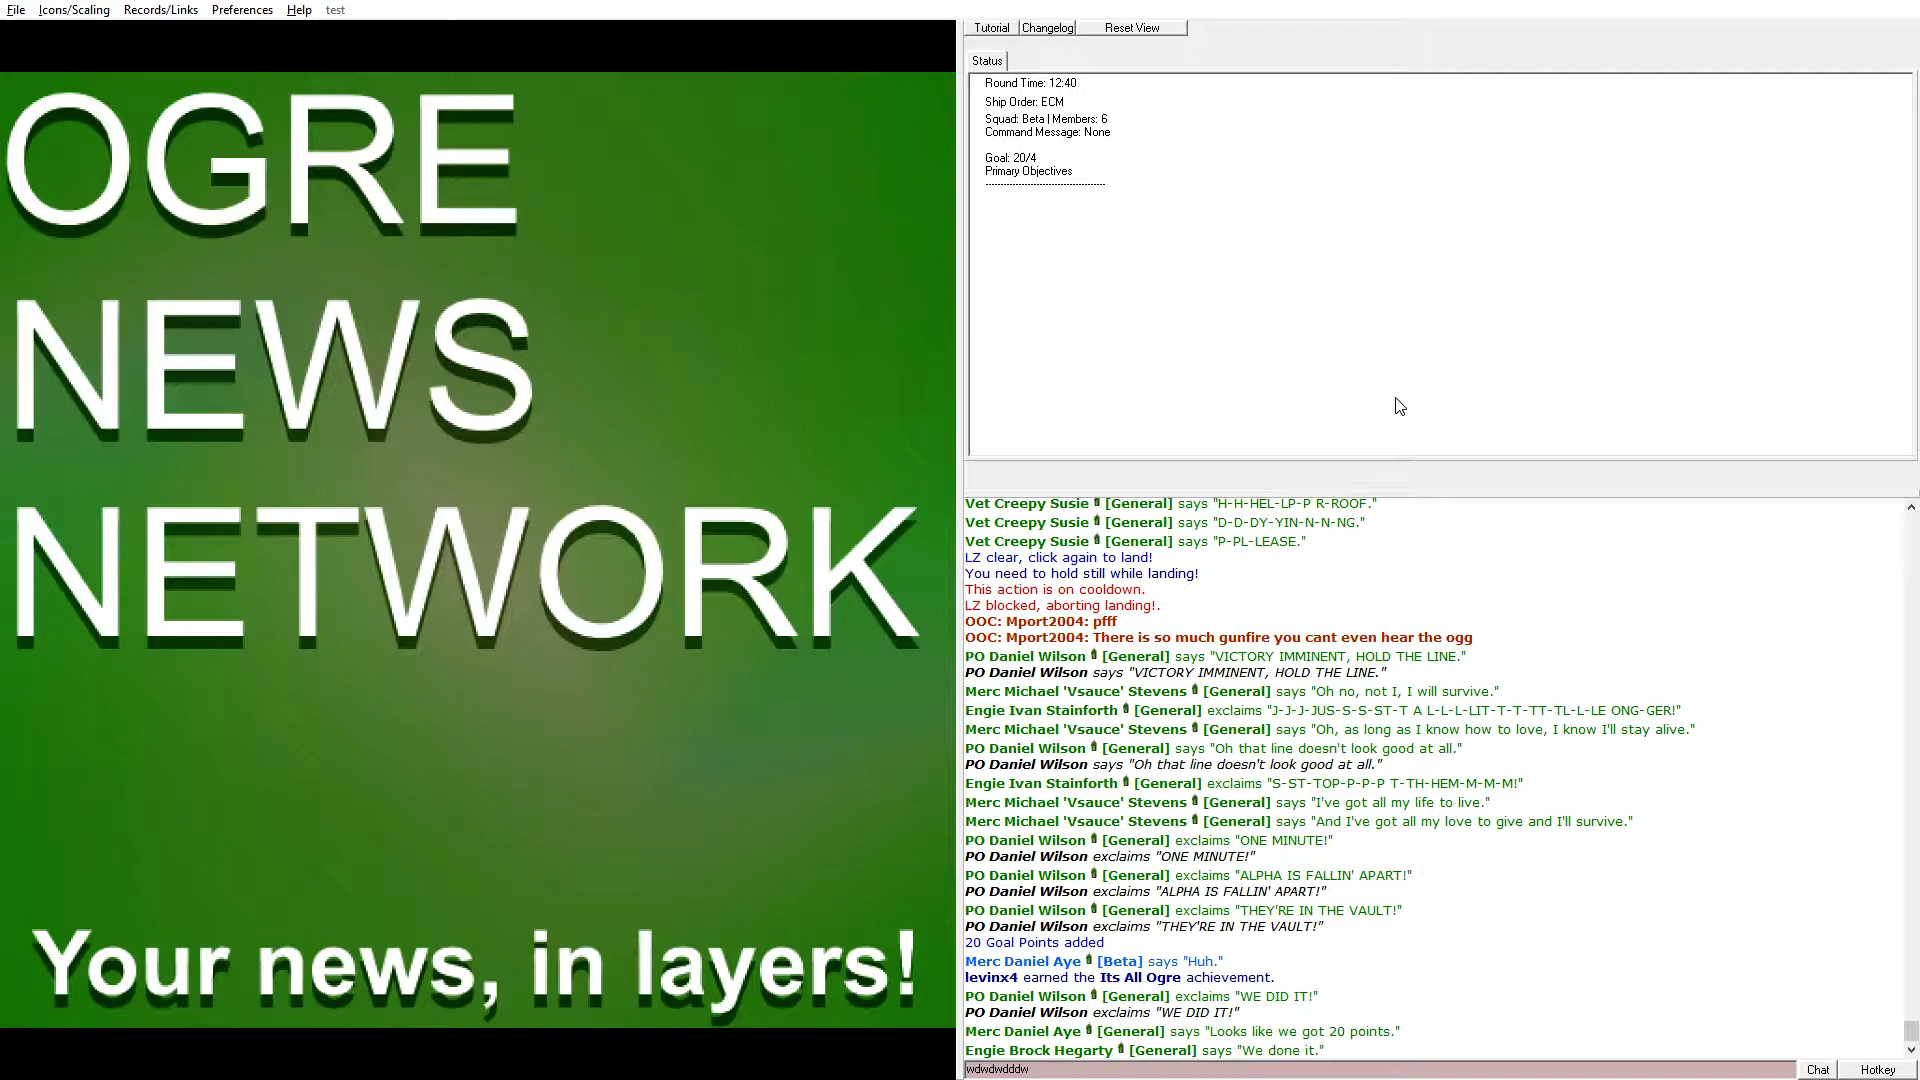 File Icons/Scaling Records/Links Preferences Help test
OGRE
NEWS
NETWORK
Your news, in layers!
Tutorial Changelog Reset View
Status
Round Time: 12:40
Ship Order: ECM
Squad: Beta | Members: 6
Command Message: None
Goal: 20/4
Primary Objectives
----------------------------------------
Vet Creepy Susie [General] says "H-H-HEL-LP-P R-ROOF."
Vet Creepy Susie [General] says "D-D-DY-YIN-N-N-NG."
Vet Creepy Susie [General] says "P-PL-LEASE."
LZ clear, click again to land!
You need to hold still while landing!
This action is on cooldown.
LZ blocked, aborting landing!.
OOC: Mport2004: pfff
OOC: Mport2004: There is so much gunfire you cant even hear the ogg
PO Daniel Wilson [General] says "VICTORY IMMINENT, HOLD THE LINE."
PO Daniel Wilson says "VICTORY IMMINENT, HOLD THE LINE."
Merc Michael 'Vsauce' Stevens [General] says "Oh no, not I, I will survive."
Engie Ivan Stainforth [General] exclaims "J-J-J-JUS-S-S-ST-T A L-L-L-LIT-T-T-TT-TL-L-LE ONG-GER!"
Merc Michael 'Vsauce' Stevens [General] says "Oh, as long as I know how to love, I know I'll stay alive."
PO Daniel Wilson [General] says "Oh that line doesn't look good at all."
PO Daniel Wilson says "Oh that line doesn't look good at all."
Engie Ivan Stainforth [General] exclaims "S-ST-TOP-P-P-P T-TH-HEM-M-M-M!"
Merc Michael 'Vsauce' Stevens [General] says "I've got all my life to live."
Merc Michael 'Vsauce' Stevens [General] says "And I've got all my love to give and I'll survive."
PO Daniel Wilson [General] exclaims "ONE MINUTE!"
PO Daniel Wilson exclaims "ONE MINUTE!"
PO Daniel Wilson [General] exclaims "ALPHA IS FALLIN' APART!"
PO Daniel Wilson exclaims "ALPHA IS FALLIN' APART!"
PO Daniel Wilson [General] exclaims "THEY'RE IN THE VAULT!"
PO Daniel Wilson exclaims "THEY'RE IN THE VAULT!"
20 Goal Points added
Merc Daniel Aye [Beta] says "Huh."
levinx4 earned the Its All Ogre achievement.
PO Daniel Wilson [General] exclaims "WE DID IT!"
PO Daniel Wilson exclaims "WE DID IT!"
Merc Daniel Aye [General] says "Looks like we got 20 points."
Engie Brock Hegarty [General] says "We done it."
wdwdwdddw Chat Hotkey